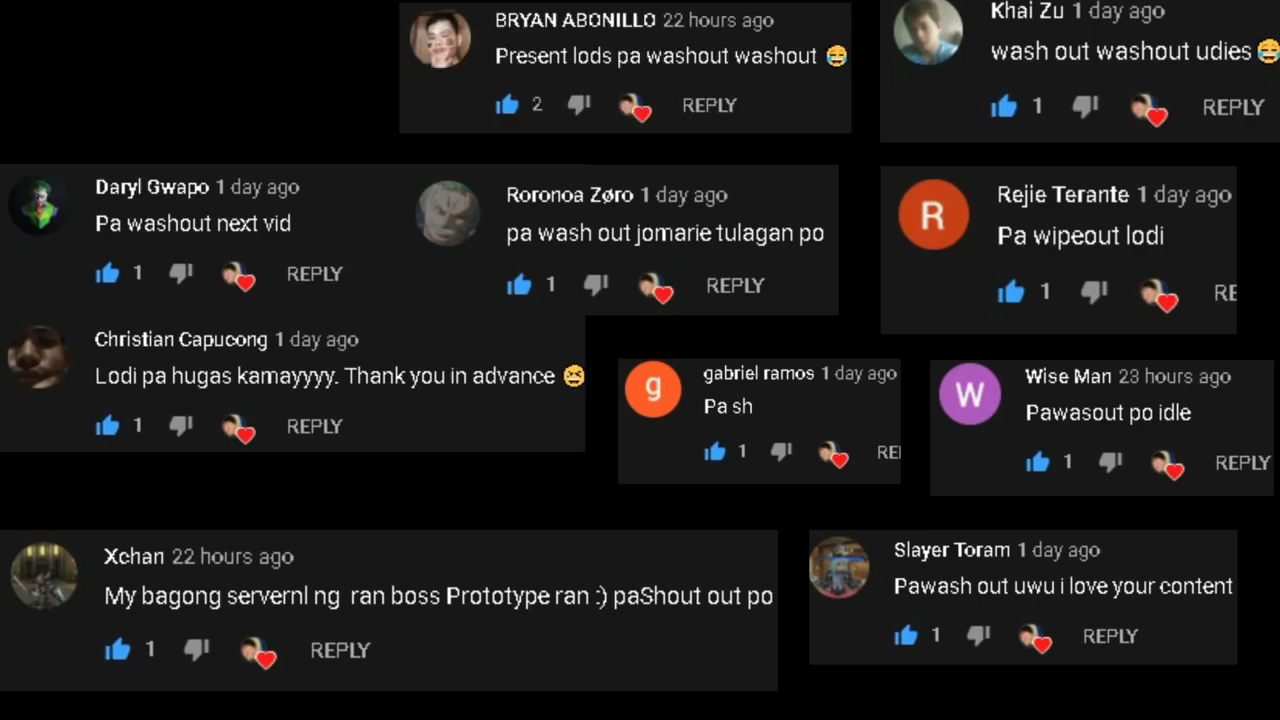 BRYAN ABONILLO 22 hours ago
Present lods pa washout washout 😂
2 REPLY
Khai Zu 1 day ago
wash out washout udies 😂
1 REPLY
Daryl Gwapo 1 day ago
Pa washout next vid
1 REPLY
Roronoa Zøro 1 day ago
pa wash out jomarie tulagan po
1 REPLY
Rejie Terante 1 day ago
Pa wipeout lodi
1 RE
Christian Capucong 1 day ago
Lodi pa hugas kamayyyy. Thank you in advance 😆
1 REPLY
g
gabriel ramos 1 day ago
Pa sh
1 REI
W
Wise Man 23 hours ago
Pawasout po idle
1 REPLY
R
Xchan 22 hours ago
My bagong servernl ng ran boss Prototype ran :) paShout out po
1 REPLY
Slayer Toram 1 day ago
Pawash out uwu i love your content
1 REPLY